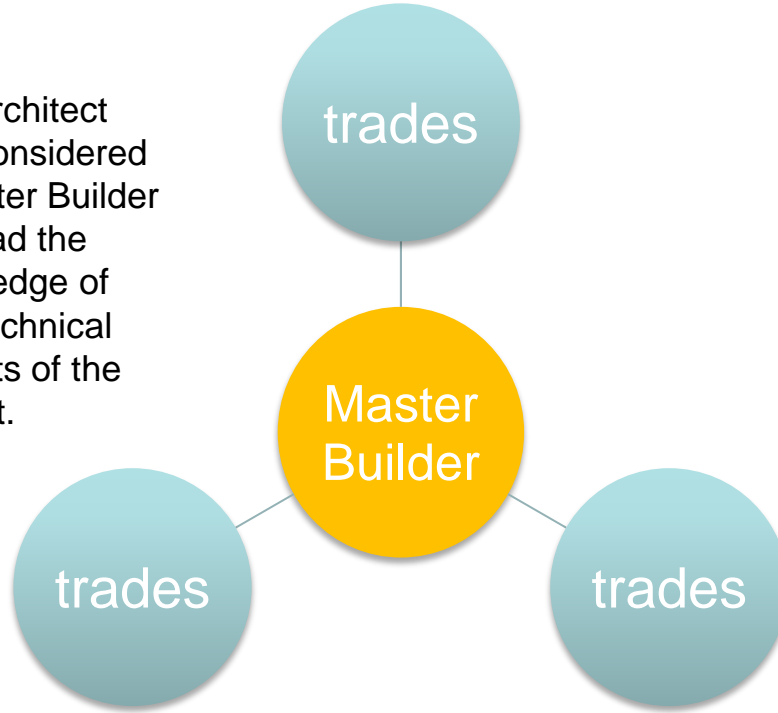 rchitect
onsidered
ter Builder
ad the
edge of
chnical
ts of the
t.
trades
Master
Builder
trades
trades